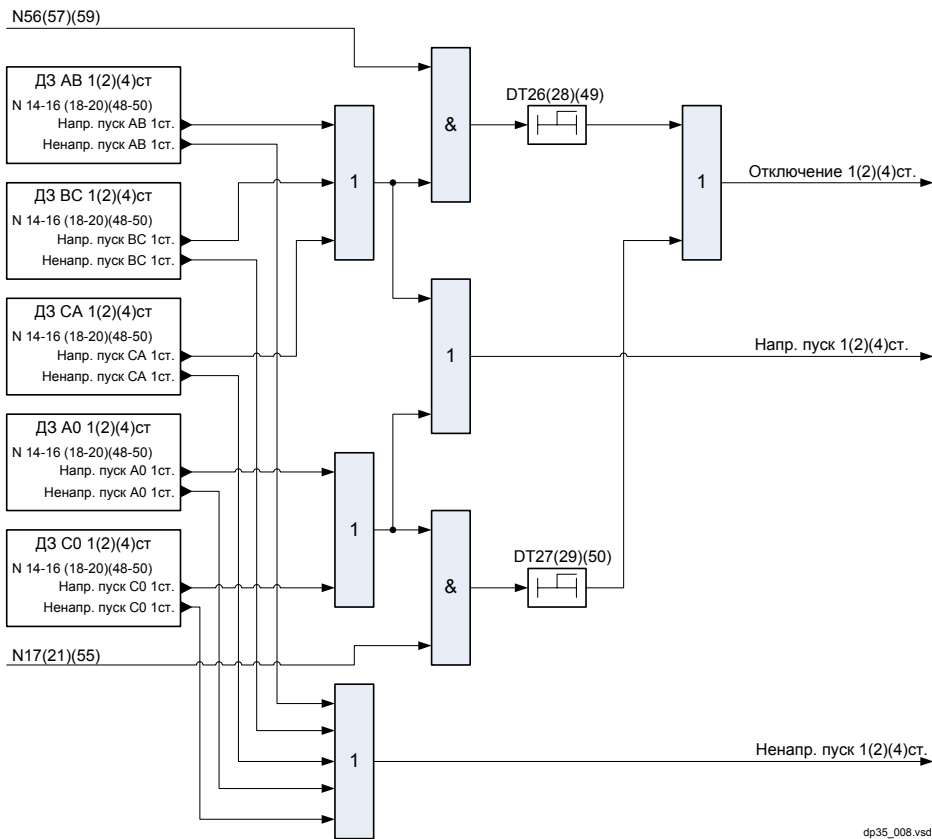 N56(57)(59)
ДЗ АВ 1(2)(4)ст
N 14-16 (18-20)(48-50)
Напр. пуск АВ 1ст.
Ненапр. пуск АВ 1ст.
ДЗ ВС 1(2)(4)ст
N 14-16 (18-20)(48-50)
Напр. пуск ВС 1ст.
Ненапр. пуск ВС 1ст.
ДЗ СА 1(2)(4)ст
N 14-16 (18-20)(48-50)
Напр. пуск СА 1ст.
Ненапр. пуск СА 1ст.
ДЗ А0 1(2)(4)ст
N 14-16 (18-20)(48-50)
Напр. пуск А0 1ст.
Ненапр. пуск А0 1ст.
ДЗ С0 1(2)(4)ст
N 14-16 (18-20)(48-50)
Напр. пуск С0 1ст.
Ненапр. пуск С0 1ст.
N17(21)(55)
1
1
1
&
1
&
DT26(28)(49)
DT27(29)(50)
1
Отключение 1(2)(4)ст.
Напр. пуск 1(2)(4)ст.
Ненапр. пуск 1(2)(4)ст.
dp35_008.vsd